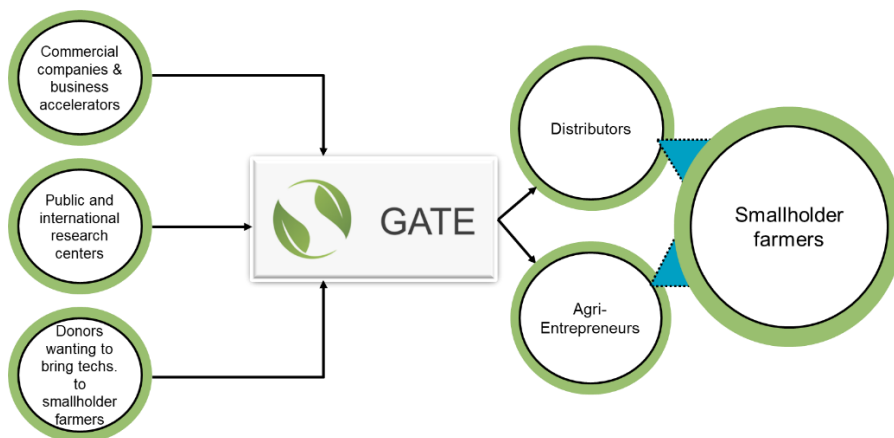 Commercial
companies &
business
accelerators
Public and
international
research
centers
Donors
wanting to
bring techs.
to
smallholder
farmers
GATE
Distributors
Agri-
Entrepreneurs
Smallholder
farmers